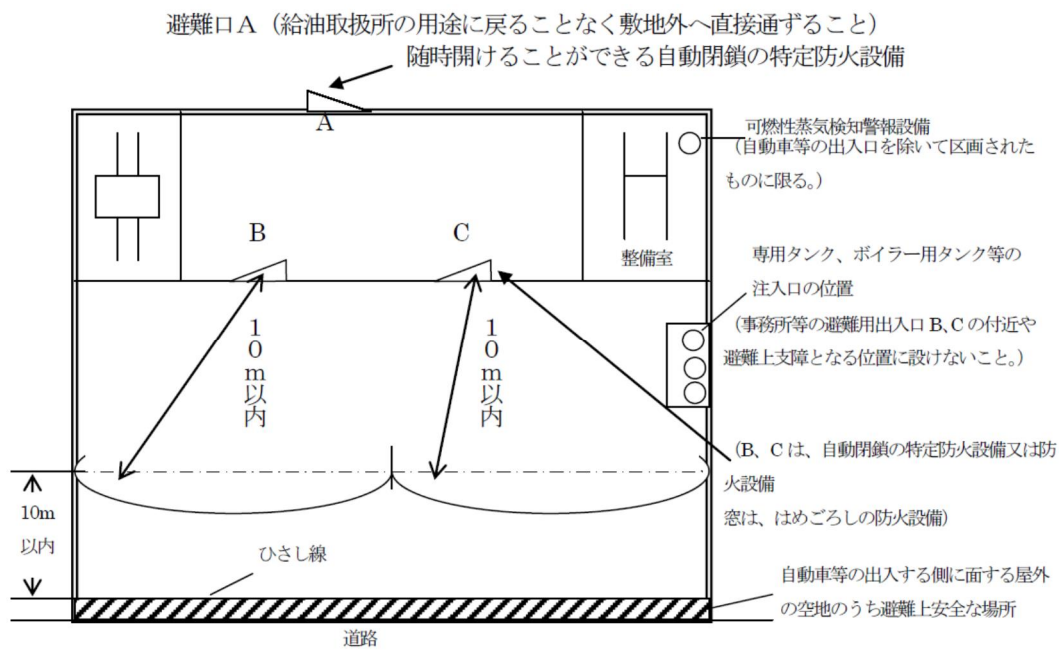 避難口A（給油取扱所の用途に戻ることなく敷地外へ直接通ずること）
随時開けることができる自動閉鎖の特定防火設備
A
可燃性蒸気検知警報設備
（自動車等の出入口を除いて区画された
ものに限る。）
B
C
整備室
専用タンク、ボイラー用タンク等の
注入口の位置
（事務所等の避難用出入口B、Cの付近や
避難上支障となる位置に設けないこと。）
10m以内
10m以内
（B、Cは、自動閉鎖の特定防火設備又は防
火設備
窓は、はめごろしの防火設備）
10m
以内
ひさし線
自動車等の出入する側に面する屋外
の空地のうち避難上安全な場所
道路